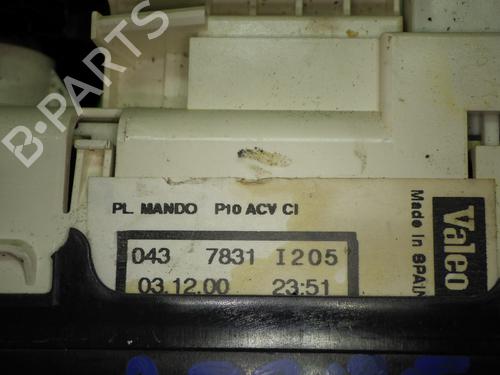 B-PARTS
PL. MANDO P10 ACV CI
043 7831 I205
03.12.00 23:51
Valeo
Made in SPAIN